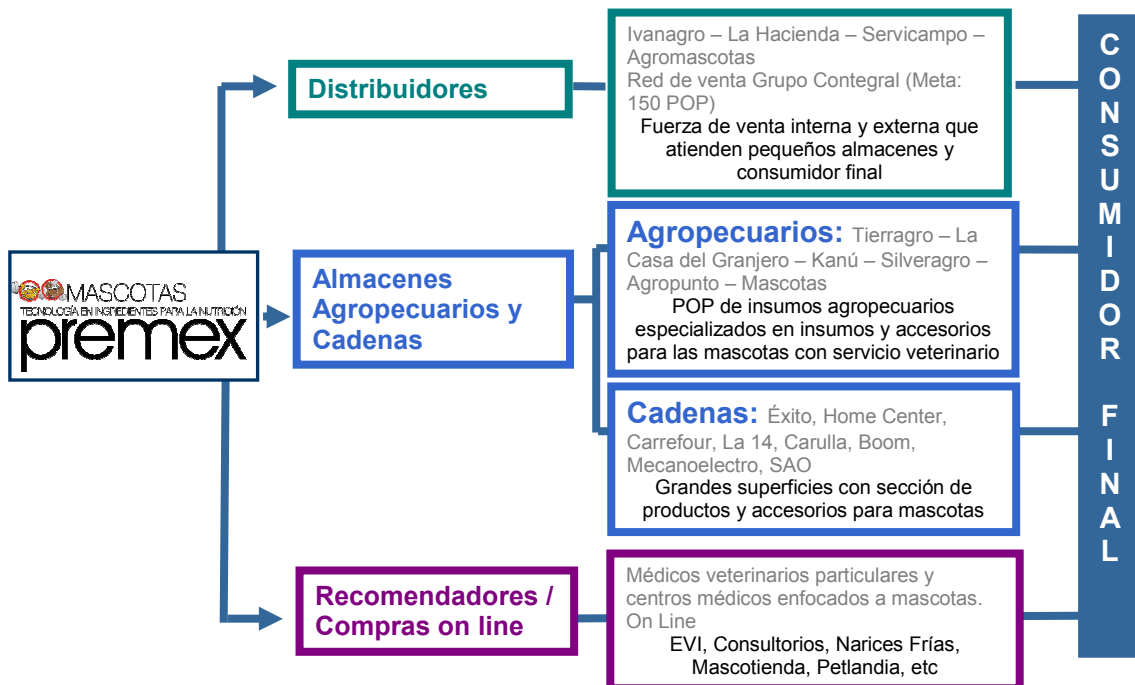 MASCOTAS
TECNOLOGÍA EN INGREDIENTES PARA LA NUTRICIÓN
premex
Distribuidores
Ivanagro – La Hacienda – Servicampo –
Agromascotas
Red de venta Grupo Contegral (Meta:
150 POP)
Fuerza de venta interna y externa que
atienden pequeños almacenes y
consumidor final
Almacenes
Agropecuarios y
Cadenas
Agropecuarios: Tierragro – La
Casa del Granjero – Kanú – Silveragro –
Agropunto – Mascotas
POP de insumos agropecuarios
especializados en insumos y accesorios
para las mascotas con servicio veterinario
Cadenas: Éxito, Home Center,
Carrefour, La 14, Carulla, Boom,
Mecanoelectro, SAO
Grandes superficies con sección de
productos y accesorios para mascotas
Recomendadores /
Compras on line
Médicos veterinarios particulares y
centros médicos enfocados a mascotas.
On Line
EVI, Consultorios, Narices Frías,
Mascotienda, Petlandia, etc
CONSUMIDOR FINAL